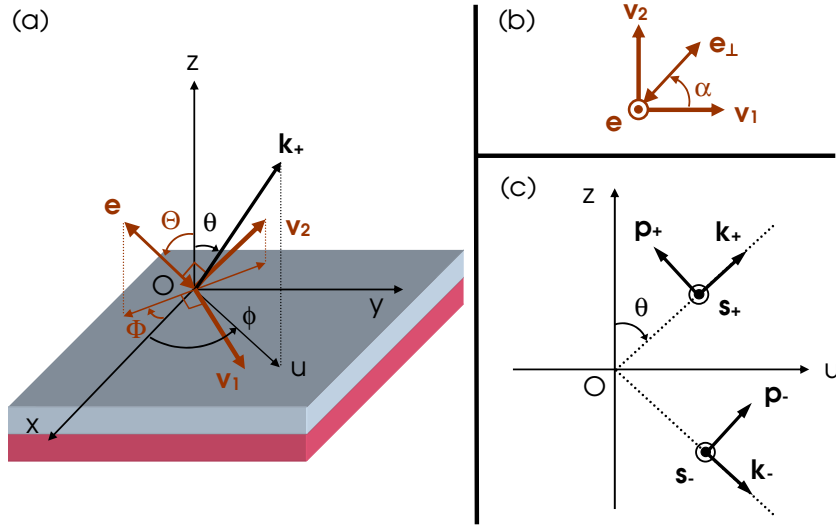 (a)
z
k+
e
Θ
θ
v2
O
y
Φ
ϕ
v1
u
x
(b)
v2
e⊥
α
e
v1
(c)
z
p+
k+
θ
s+
O
u
p-
s-
k-